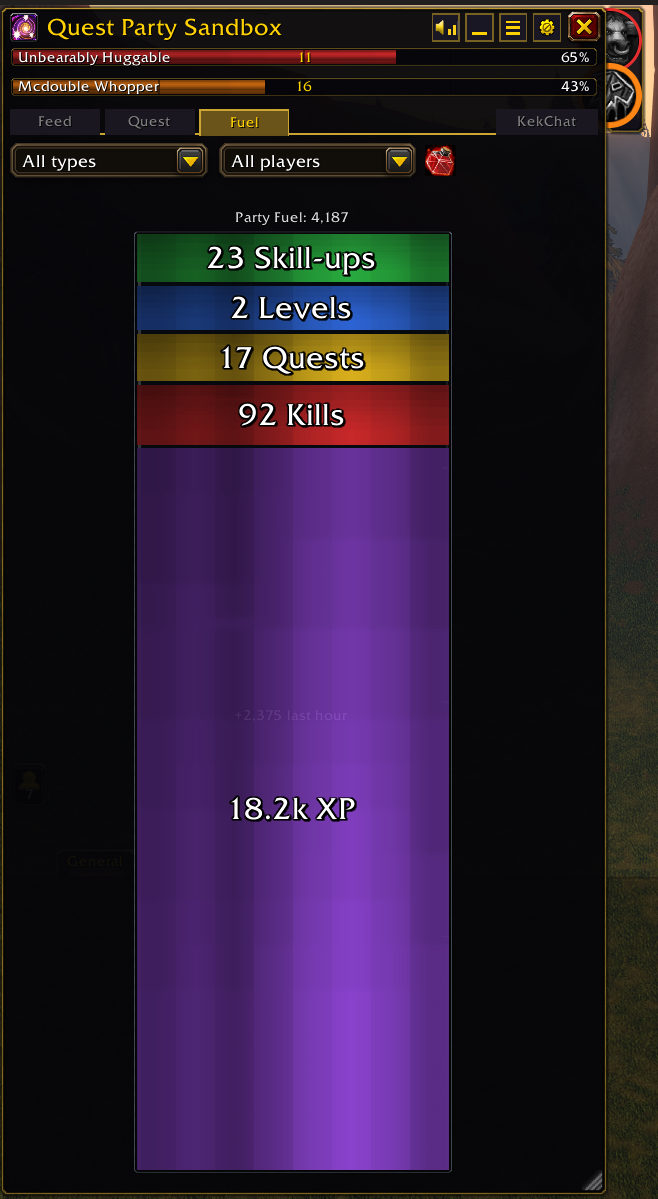 Quest Party Sandbox
Unbearably Huggable 11 65%
Mcdouble Whopper 16 43%
Feed Quest Fuel KekChat
All types All players
Party Fuel: 4,187
23 Skill-ups
2 Levels
17 Quests
92 Kills
+2,375 last hour
18.2k XP
General